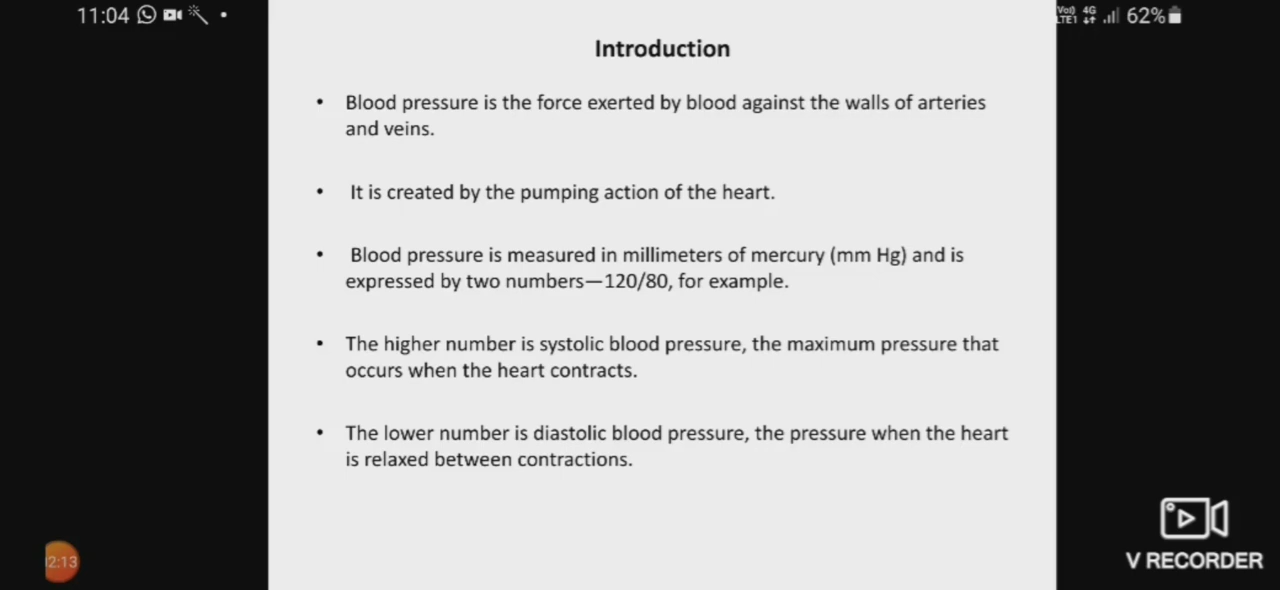 11:04
Vo)) 4G
LTE1
62%
Introduction
• Blood pressure is the force exerted by blood against the walls of arteries
and veins.
• It is created by the pumping action of the heart.
• Blood pressure is measured in millimeters of mercury (mm Hg) and is
expressed by two numbers—120/80, for example.
• The higher number is systolic blood pressure, the maximum pressure that
occurs when the heart contracts.
• The lower number is diastolic blood pressure, the pressure when the heart
is relaxed between contractions.
2:13
V RECORDER